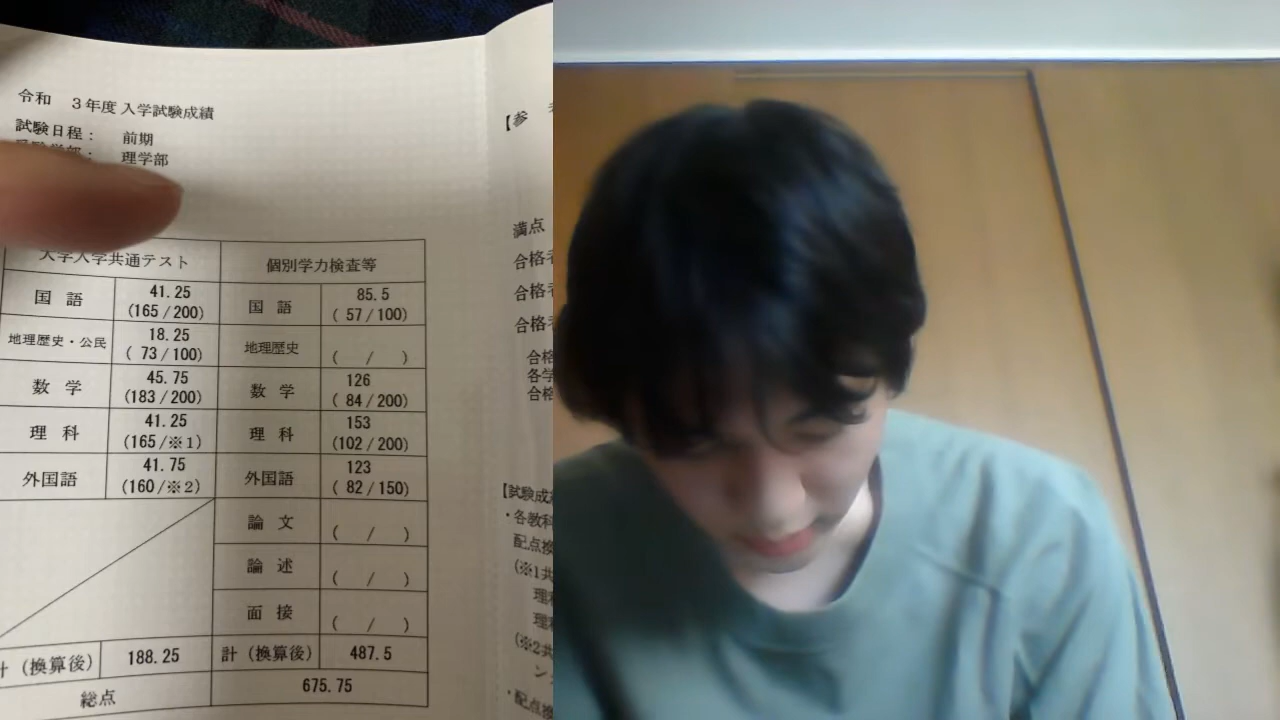 令和 3年度 入学試験成績
試験日程： 前期
受験学部： 理学部
大学入学共通テスト 個別学力検査等
国語 41.25 (165/200) 国語 85.5 ( 57/100)
地理歴史・公民 18.25 ( 73/100) 地理歴史 ( / )
数学 45.75 (183/200) 数学 126 ( 84/200)
理科 41.25 (165/※1) 理科 153 (102/200)
外国語 41.75 (160/※2) 外国語 123 ( 82/150)
論文 ( / )
論述 ( / )
面接 ( / )
計（換算後） 188.25 計（換算後） 487.5
総点 675.75
【参
満点
合格
合格
合格
合格
各学
合格
【試験成
・各教科
配点換
(※1共
理
理
(※2共
ン
・配点換